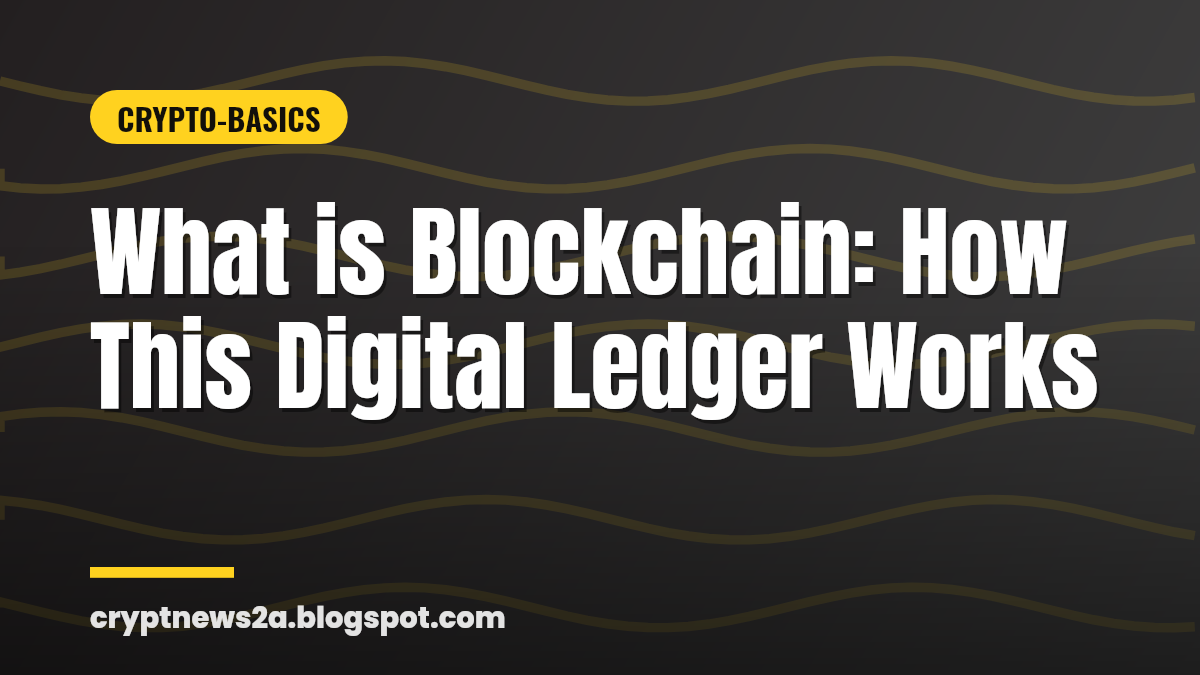 CRYPTO-BASICS
What is Blockchain: How
This Digital Ledger Works
cryptnews2a.blogspot.com